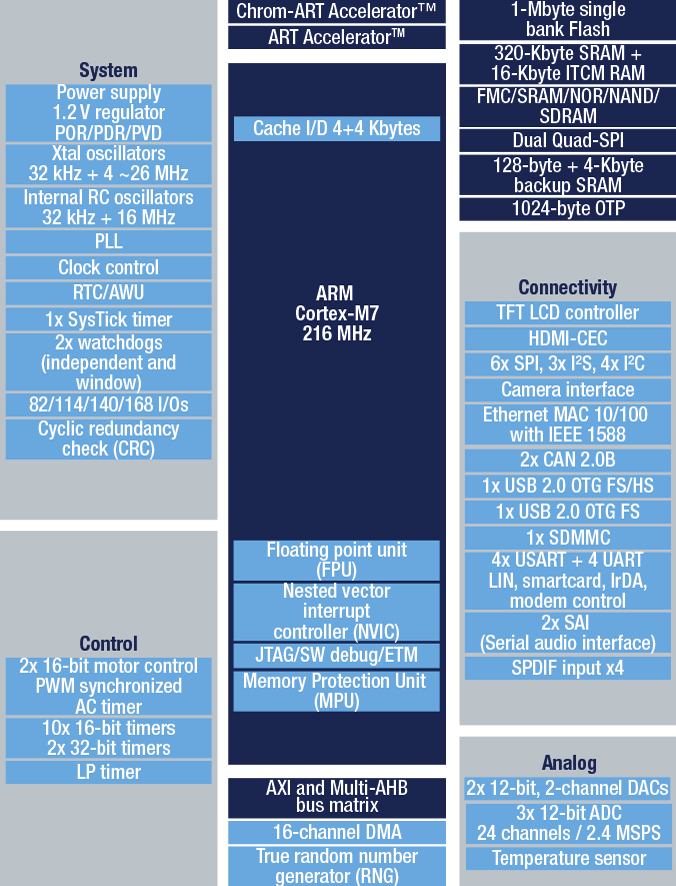 System
Power supply
1.2 V regulator
POR/PDR/PVD
Xtal oscillators
32 kHz + 4 ~26 MHz
Internal RC oscillators
32 kHz + 16 MHz
PLL
Clock control
RTC/AWU
1x SysTick timer
2x watchdogs
(independent and
window)
82/114/140/168 I/Os
Cyclic redundancy
check (CRC)
Control
2x 16-bit motor control
PWM synchronized
AC timer
10x 16-bit timers
2x 32-bit timers
LP timer
Chrom-ART Accelerator™
ART Accelerator™
Cache I/D 4+4 Kbytes
ARM
Cortex-M7
216 MHz
Floating point unit
(FPU)
Nested vector
interrupt
controller (NVIC)
JTAG/SW debug/ETM
Memory Protection Unit
(MPU)
AXI and Multi-AHB
bus matrix
16-channel DMA
True random number
generator (RNG)
1-Mbyte single
bank Flash
320-Kbyte SRAM +
16-Kbyte ITCM RAM
FMC/SRAM/NOR/NAND/
SDRAM
Dual Quad-SPI
128-byte + 4-Kbyte
backup SRAM
1024-byte OTP
Connectivity
TFT LCD controller
HDMI-CEC
6x SPI, 3x I²S, 4x I²C
Camera interface
Ethernet MAC 10/100
with IEEE 1588
2x CAN 2.0B
1x USB 2.0 OTG FS/HS
1x USB 2.0 OTG FS
1x SDMMC
4x USART + 4 UART
LIN, smartcard, IrDA,
modem control
2x SAI
(Serial audio interface)
SPDIF input x4
Analog
2x 12-bit, 2-channel DACs
3x 12-bit ADC
24 channels / 2.4 MSPS
Temperature sensor